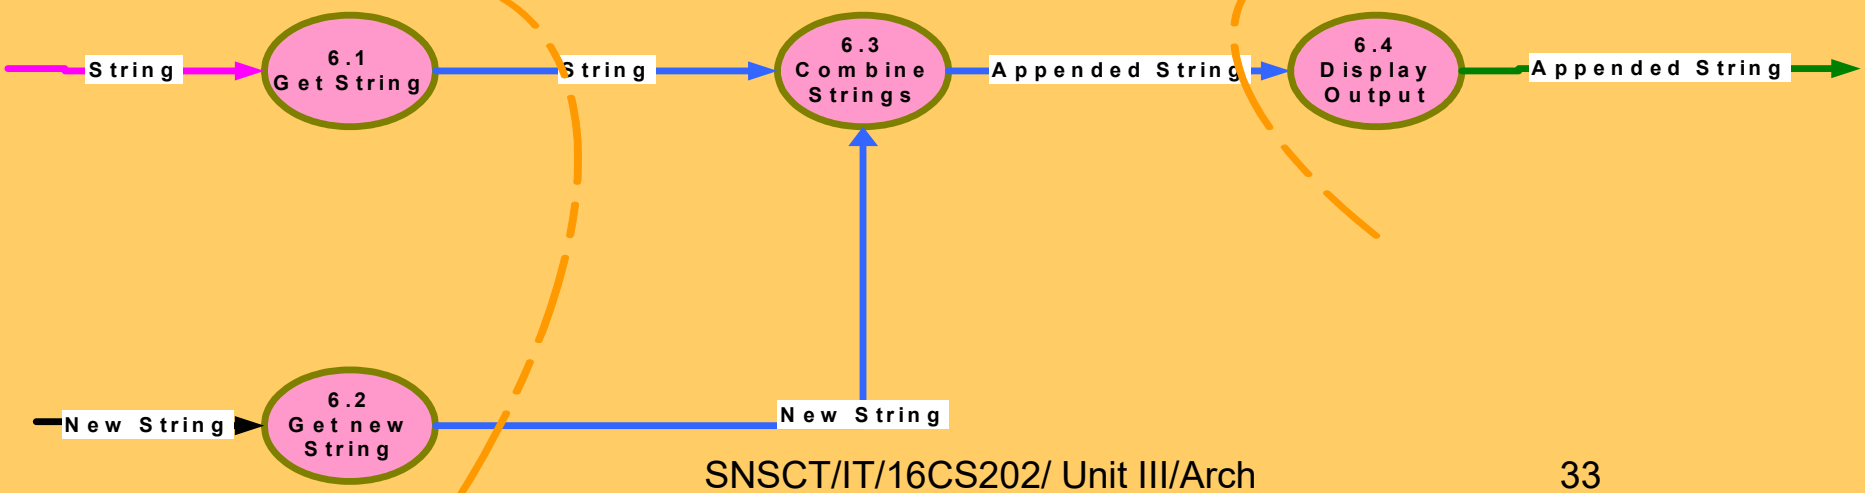 String
6.1
Get String
String
6.3
Combine
Strings
Appended String
6.4
Display
Output
Appended String
New String
6.2
Get new
String
New String
SNSCT/IT/16CS202/ Unit III/Arch
33